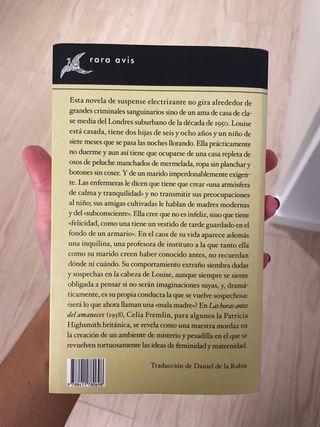 rara avis
Esta novela de suspense electrizante no gira alrededor de
grandes criminales sanguinarios sino de un ama de casa de cla-
se media del Londres suburbano de la década de 1950. Louise
está casada, tiene dos hijas de seis y ocho años y un niño de
siete meses que se pasa las noches llorando. Ella prácticamente
no duerme y aun así tiene que ocuparse de una casa repleta de
osos de peluche manchados de mermelada, ropa sin planchar y
botones sin coser. Y de un marido imperdonablemente exigen-
te. Las enfermeras le dicen que tiene que crear «una atmósfera
de calma y tranquilidad» y no transmitir sus preocupaciones
al niño; sus amigas cultivadas le hablan de madres modernas
y del «subconsciente». Ella cree que no es infeliz, sino que tiene
«felicidad, como una tiene un vestido de tarde guardado en el
fondo de un armario». En el caos de su vida aparece además
una inquilina, una profesora de instituto a la que tanto ella
como su marido creen haber conocido antes, no recuerdan
dónde ni cuándo. Su comportamiento extraño siembra dudas
y sospechas en la cabeza de Louise, aunque siempre se siente
obligada a pensar si no serán imaginaciones suyas, y, dramá-
ticamente, es su propia conducta la que se vuelve sospechosa:
¿será lo que ahora llaman una «mala madre»? En Las horas antes
del amanecer (1958), Celia Fremlin, para algunos la Patricia
Highsmith británica, se revela como una maestra mordaz en
la creación de un ambiente de misterio y pesadilla en el que se
revuelven tortuosamente las ideas de feminidad y maternidad.
Traducción de Daniel de la Rubia
9 788411 780698